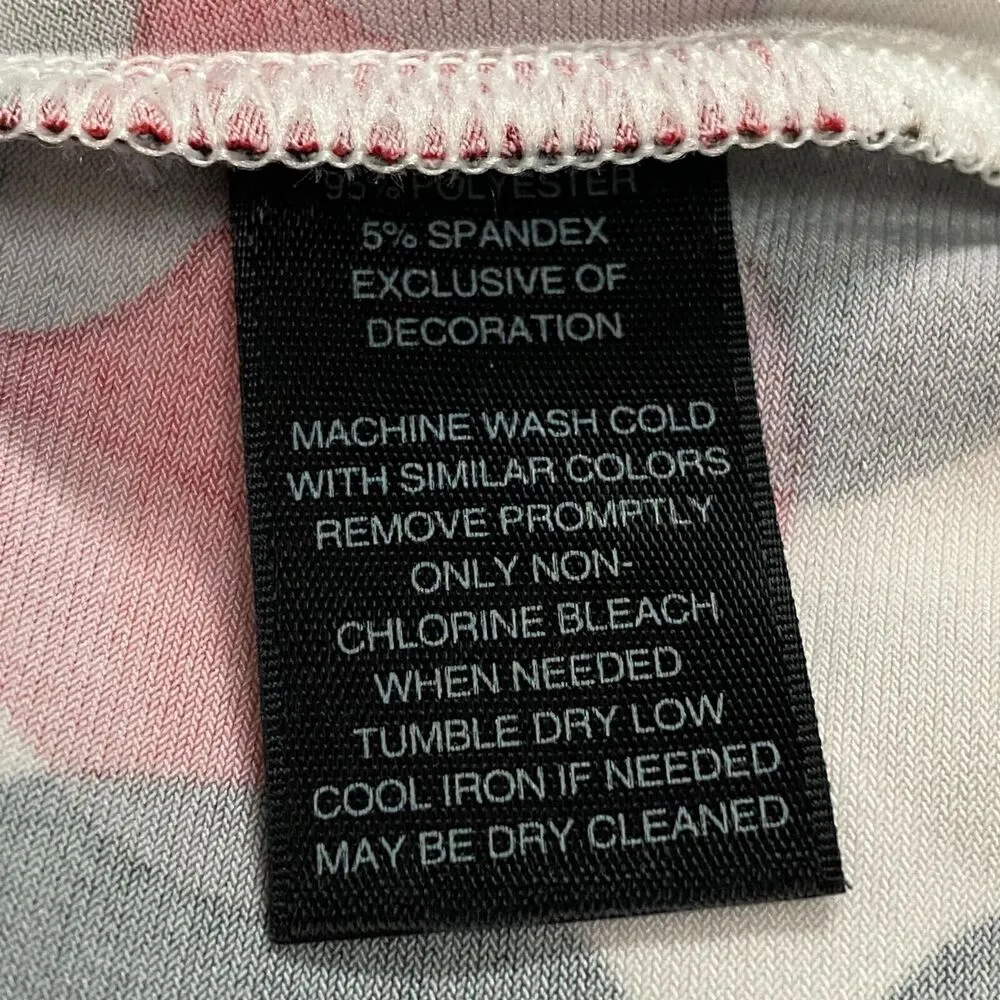 95% POLYESTER
5% SPANDEX
EXCLUSIVE OF
DECORATION
MACHINE WASH COLD
WITH SIMILAR COLORS
REMOVE PROMPTLY
ONLY NON-
CHLORINE BLEACH
WHEN NEEDED
TUMBLE DRY LOW
COOL IRON IF NEEDED
MAY BE DRY CLEANED